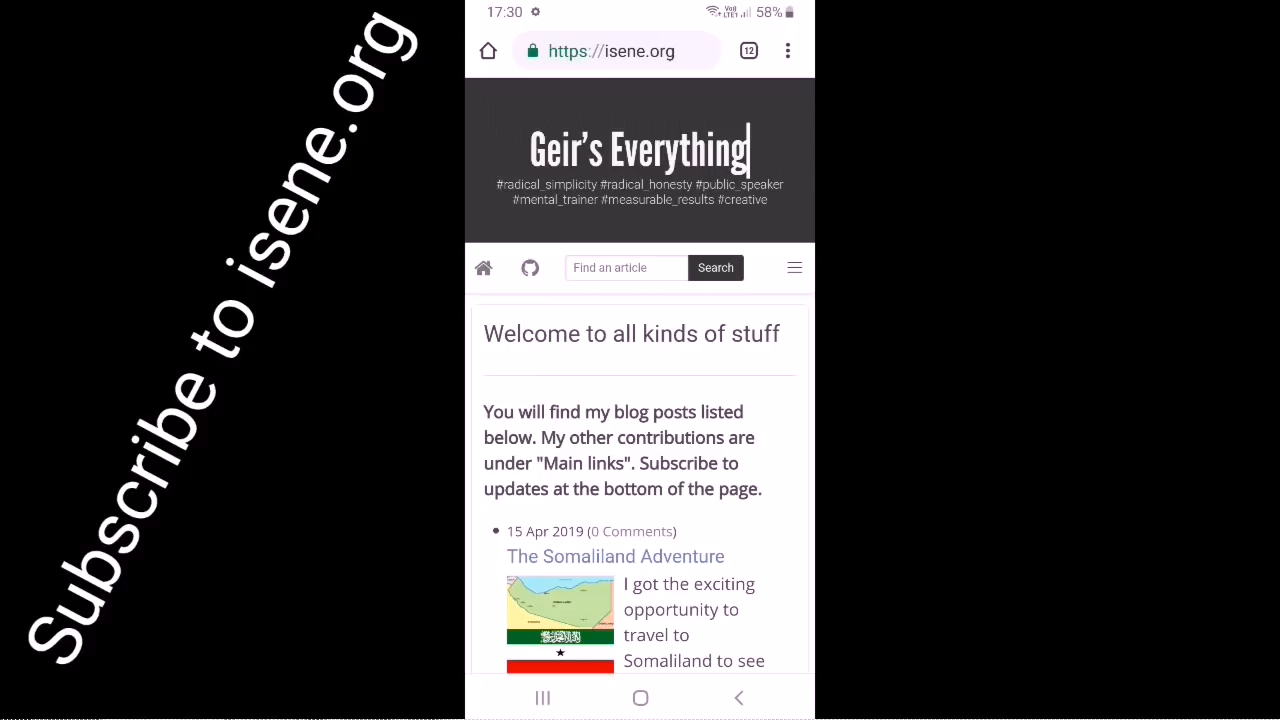 Subscribe to isene.org
17:30
Vo)) LTE1 58%
https://isene.org
12
Geir's Everything
#radical_simplicity #radical_honesty #public_speaker
#mental_trainer #measurable_results #creative
Find an article Search
Welcome to all kinds of stuff
You will find my blog posts listed
below. My other contributions are
under "Main links". Subscribe to
updates at the bottom of the page.
15 Apr 2019 (0 Comments)
The Somaliland Adventure
I got the exciting
opportunity to
travel to
Somaliland to see